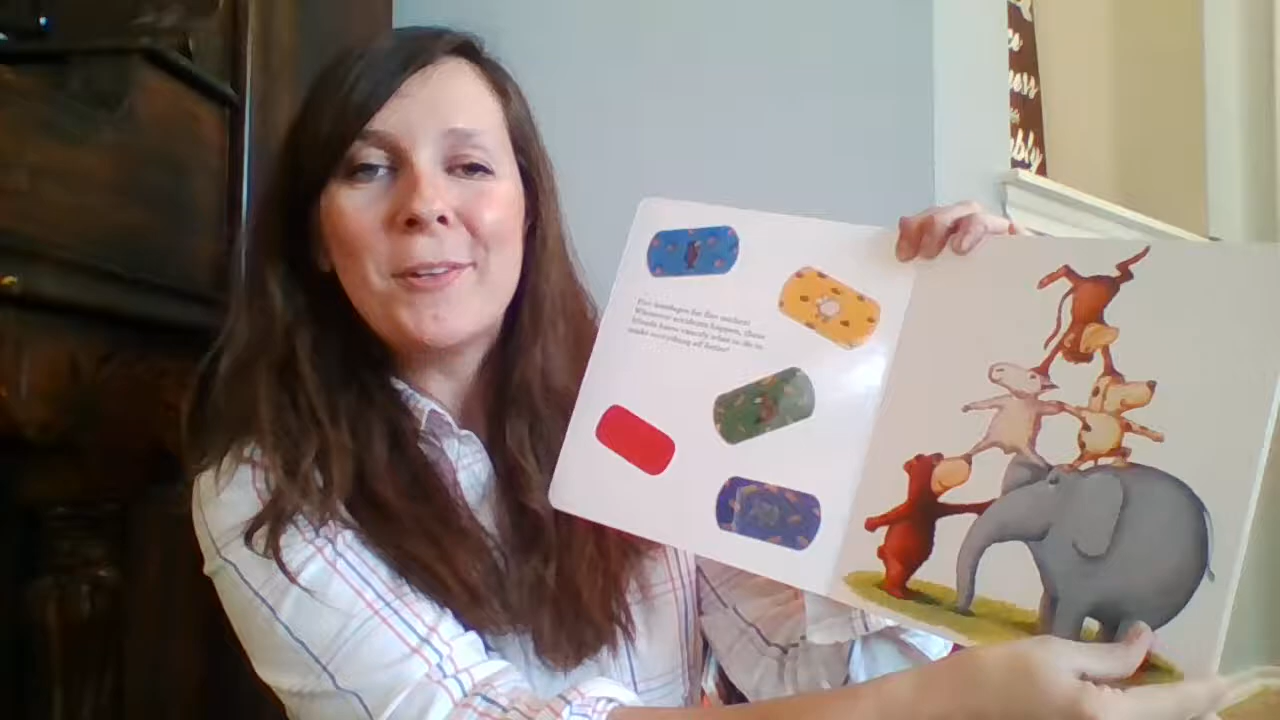 Five bandages for five ouchies!
Whenever accidents happen, these
friends know exactly what to do to
make everything all better!